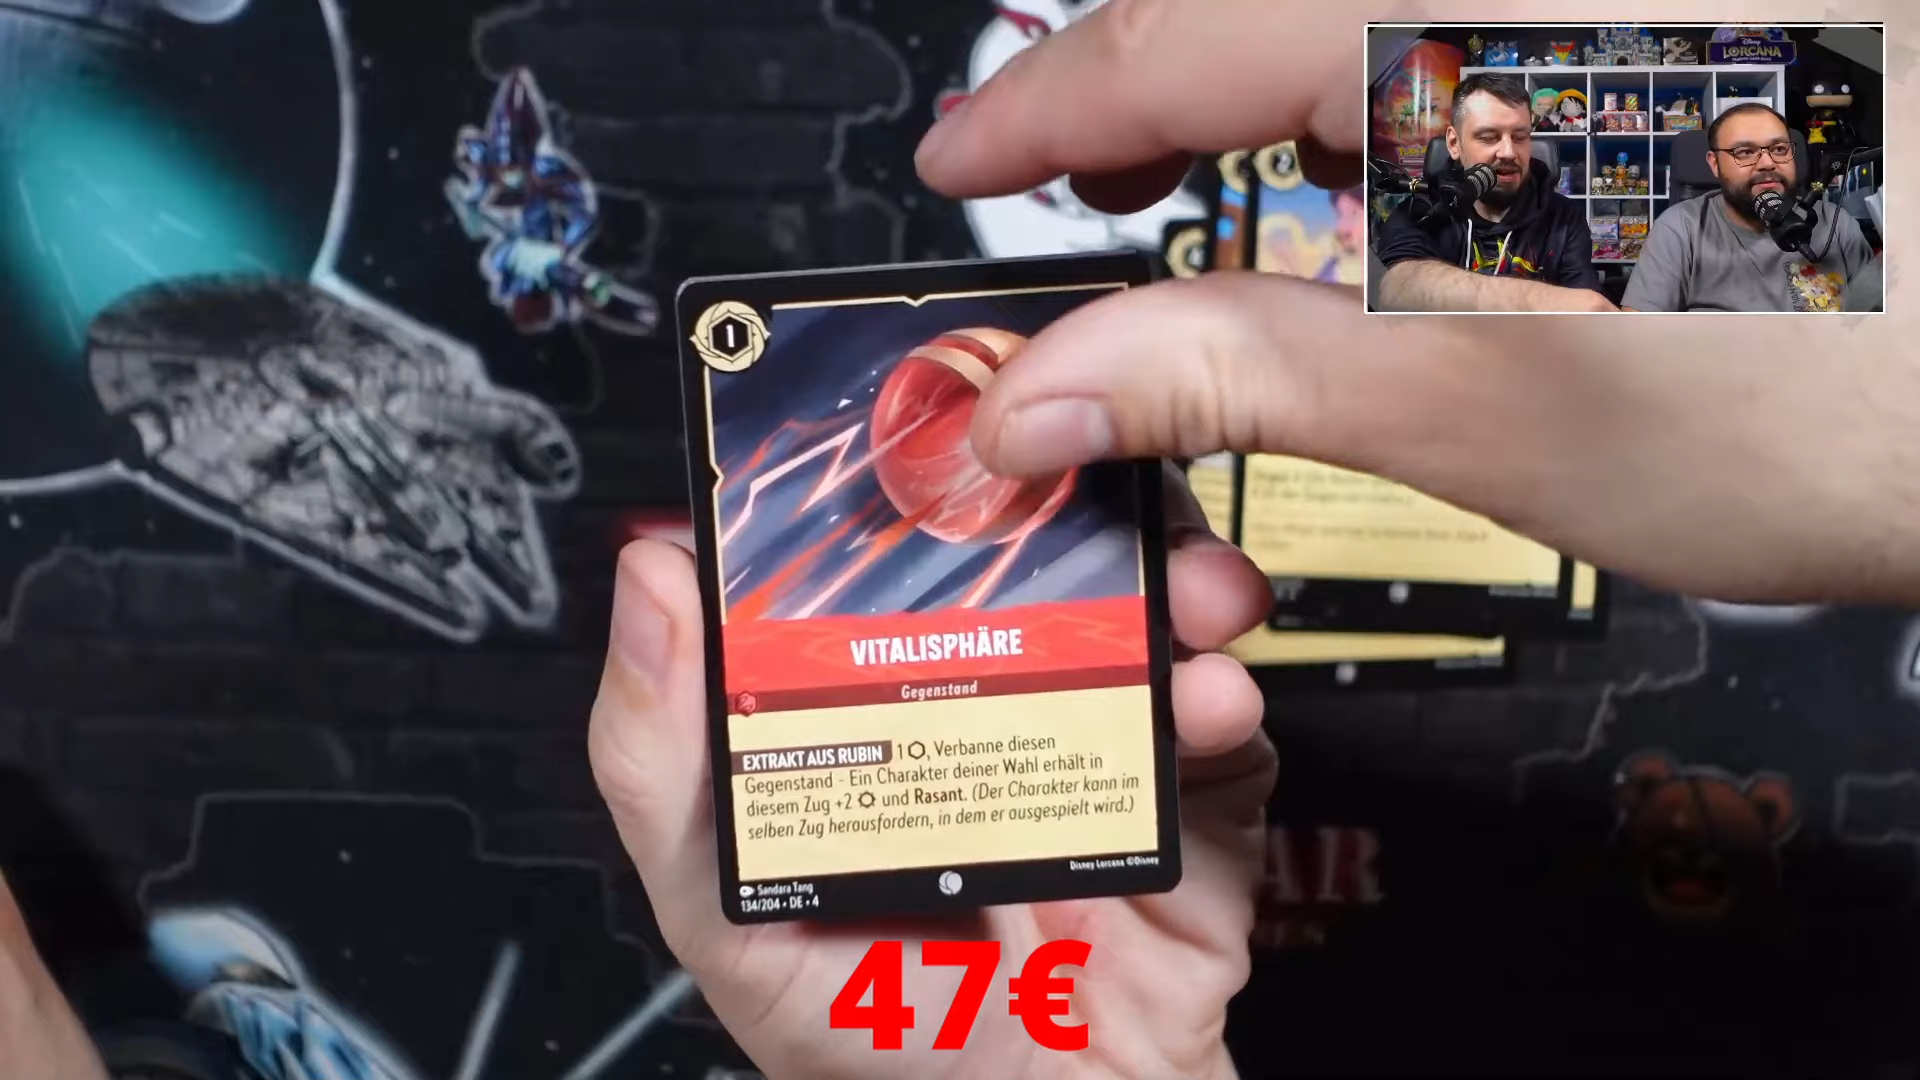 Disney
LORCANA
1
VITALISPHÄRE
Gegenstand
EXTRAKT AUS RUBIN 1 ⬡, Verbanne diesen
Gegenstand - Ein Charakter deiner Wahl erhält in
diesem Zug +2 und Rasant. (Der Charakter kann im
selben Zug herausfordern, in dem er ausgespielt wird.)
Disney Lorcana ©Disney
Sandara Tang
134/204 • DE • 4
47€